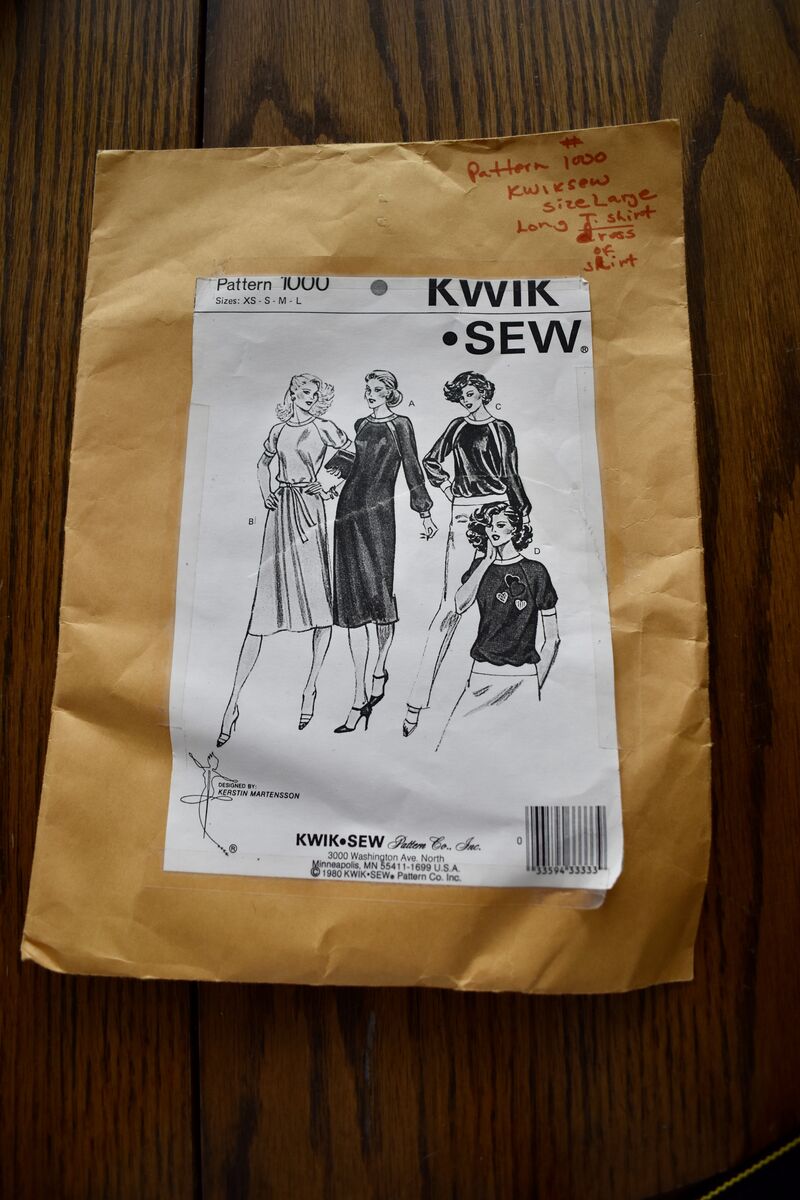 #
Pattern 1000
KWIKSEW
size Large
Long T. shirt
dress
or
shirt
Pattern 1000
Sizes: XS - S - M - L
KWIK
•SEW®
A
B
C
D
DESIGNED BY:
KERSTIN MARTENSSON
®
KWIK•SEW Pattern Co., Inc.
3000 Washington Ave. North
Minneapolis, MN 55411-1699 U.S.A.
© 1980 KWIK•SEW® Pattern Co. Inc.
0
33594 33333